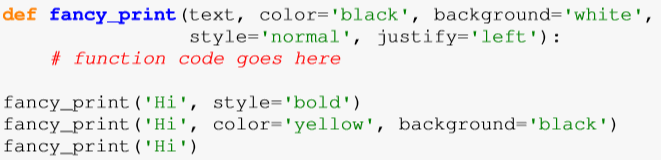 def fancy_print(text, color='black', background='white',
                style='normal', justify='left'):
    # function code goes here

fancy_print('Hi', style='bold')
fancy_print('Hi', color='yellow', background='black')
fancy_print('Hi')